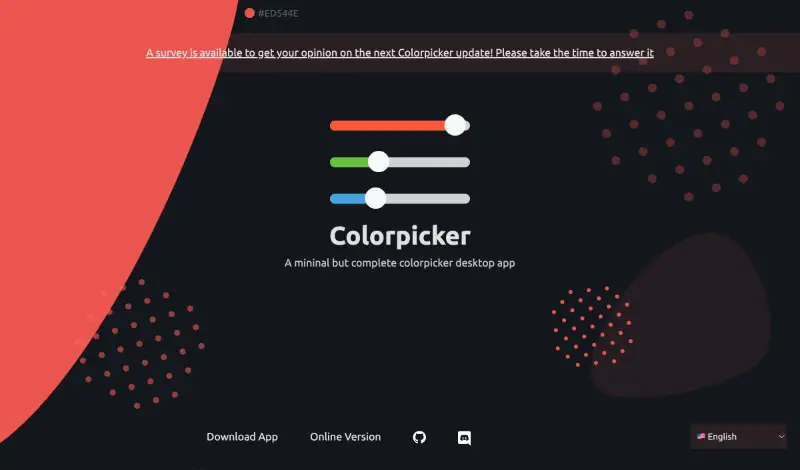 #ED544E
A survey is available to get your opinion on the next Colorpicker update! Please take the time to answer it
Colorpicker
A mininal but complete colorpicker desktop app
Download App
Online Version
English